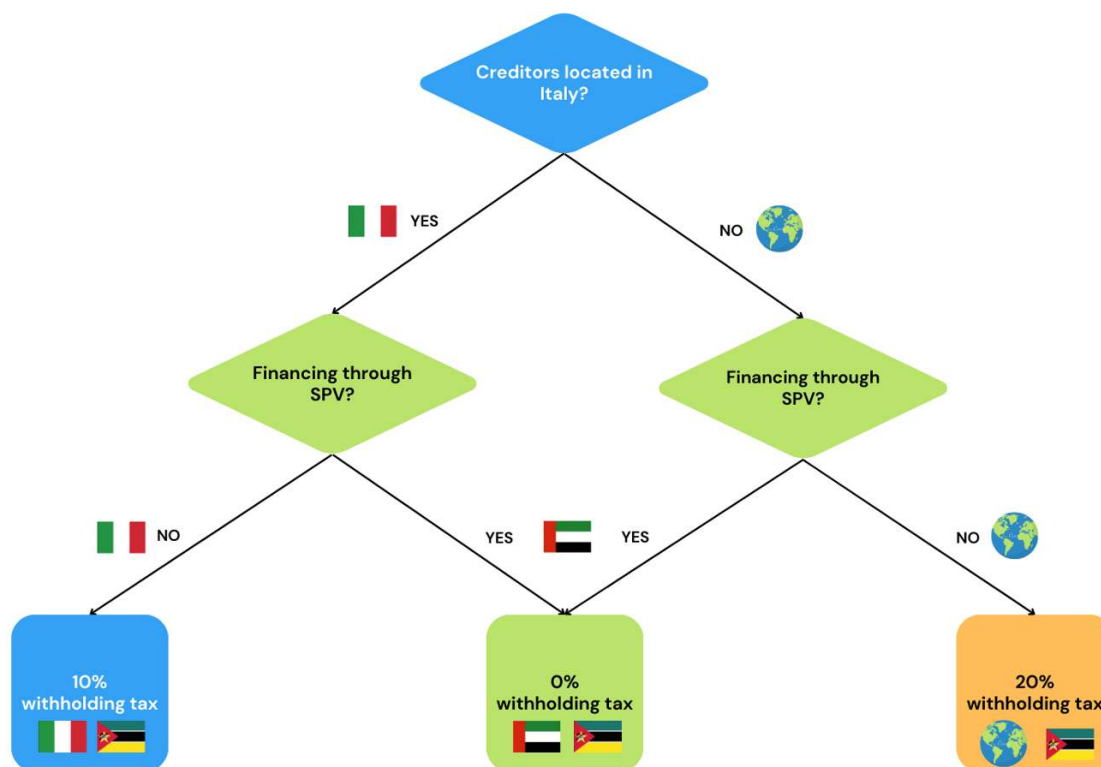 Creditors located in
Italy?
YES
NO
Financing through
SPV?
Financing through
SPV?
NO
YES
YES
NO
10%
withholding tax
0%
withholding tax
20%
withholding tax